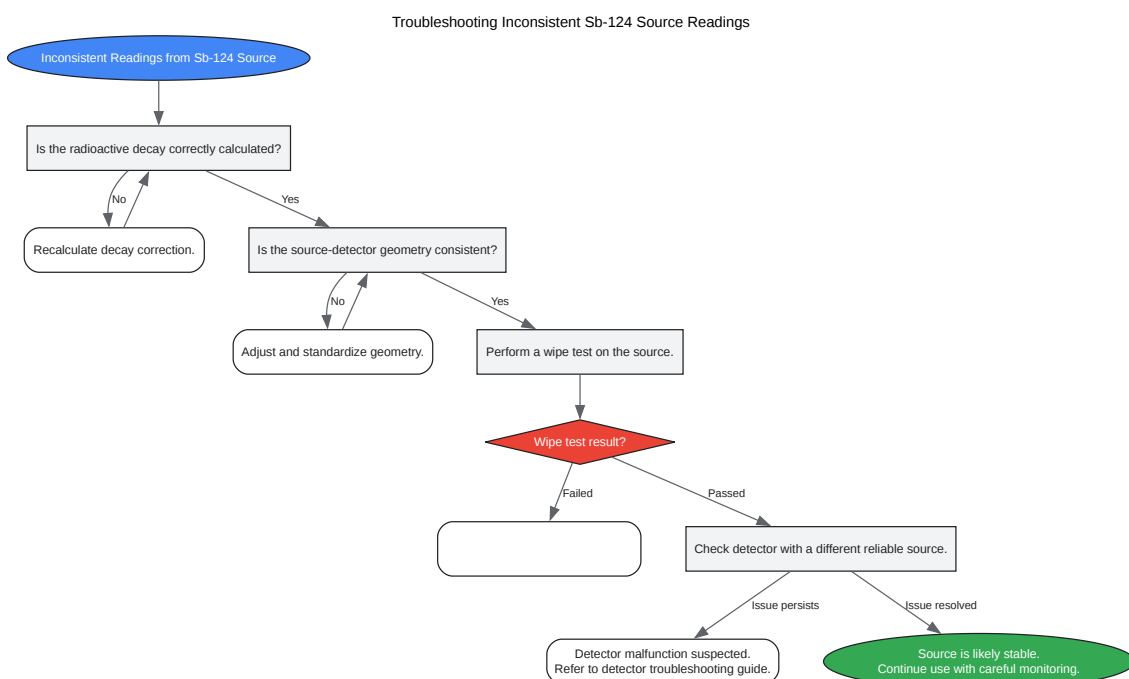 Troubleshooting Inconsistent Sb-124 Source Readings
Inconsistent Readings from Sb-124 Source
Is the radioactive decay correctly calculated?
No
Yes
Recalculate decay correction.
Is the source-detector geometry consistent?
No
Yes
Adjust and standardize geometry.
Perform a wipe test on the source.
Wipe test result?
Failed
Passed
Check detector with a different reliable source.
Issue persists
Issue resolved
Detector malfunction suspected.
Refer to detector troubleshooting guide.
Source is likely stable.
Continue use with careful monitoring.